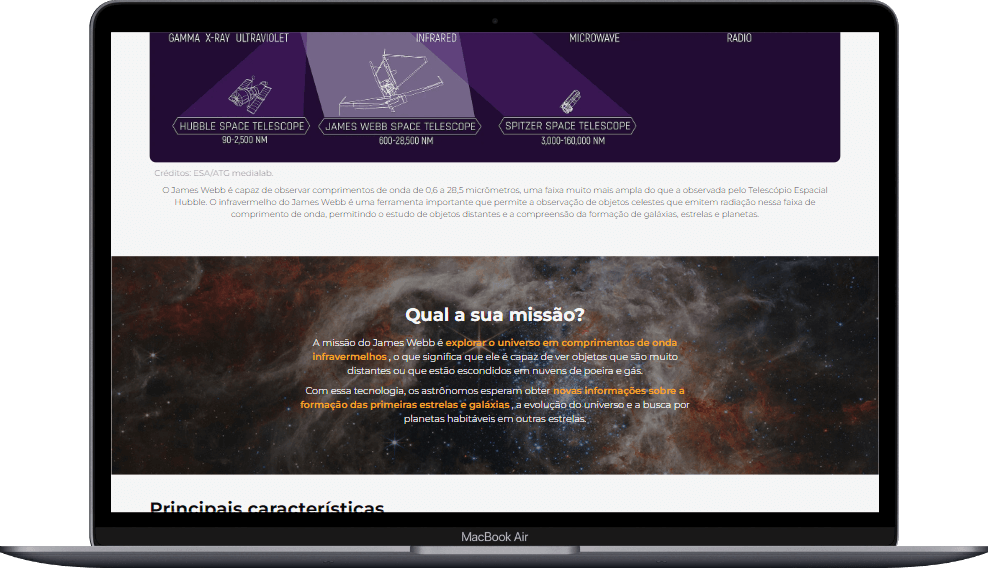 GAMMA X-RAY ULTRAVIOLET INFRARED MICROWAVE RADIO
HUBBLE SPACE TELESCOPE JAMES WEBB SPACE TELESCOPE SPITZER SPACE TELESCOPE
90-2,500 NM 600-28,500 NM 3,000-160,000 NM
Créditos: ESA/ATG medialab.
O James Webb é capaz de observar comprimentos de onda de 0,6 a 28,5 micrômetros, uma faixa muito mais ampla do que a observada pelo Telescópio Espacial
Hubble. O infravermelho do James Webb é uma ferramenta importante que permite a observação de objetos celestes que emitem radiação nessa faixa de
comprimento de onda, permitindo o estudo de objetos distantes e a compreensão da formação de galáxias, estrelas e planetas.
Qual a sua missão?
A missão do James Webb é explorar o universo em comprimentos de onda
infravermelhos , o que significa que ele é capaz de ver objetos que são muito
distantes ou que estão escondidos em nuvens de poeira e gás.
Com essa tecnologia, os astrônomos esperam obter novas informações sobre a
formação das primeiras estrelas e galáxias , a evolução do universo e a busca por
planetas habitáveis em outras estrelas.
Principais características
MacBook Air